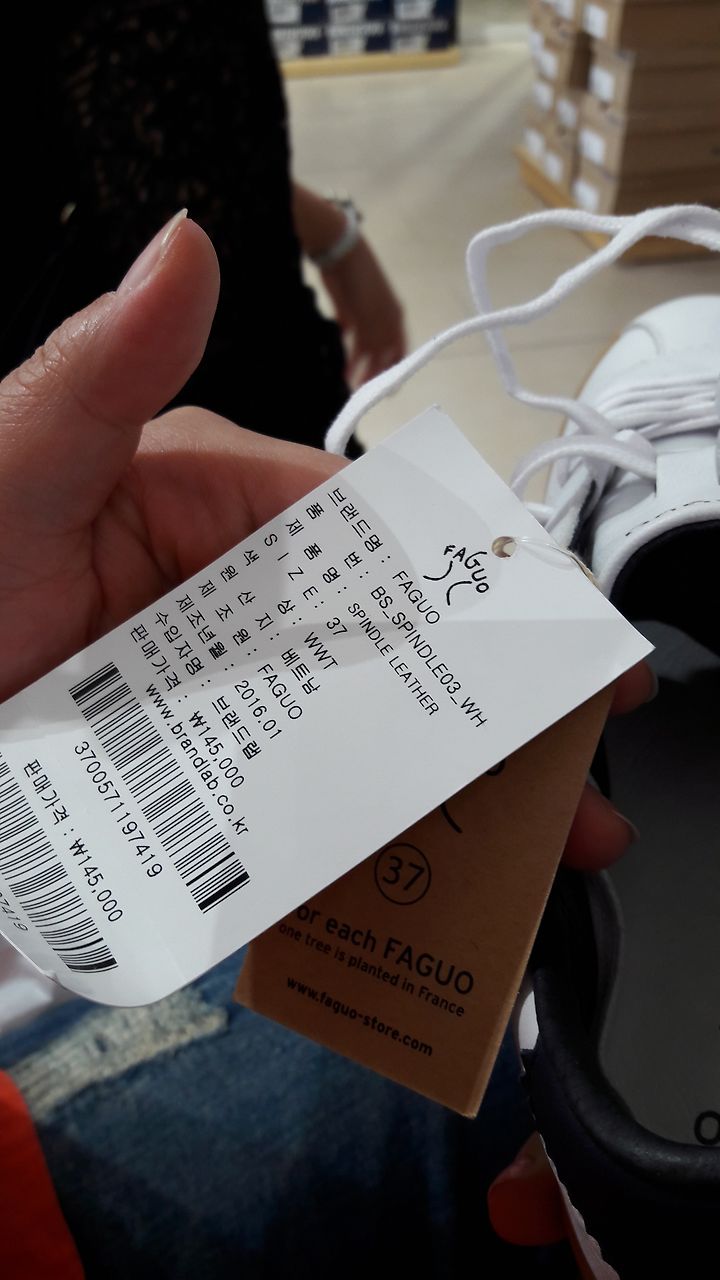 FAGUO
브랜드명 : FAGUO
품 번 : BS_SPINDLE03_WH
제 품 명 : SPINDLE LEATHER
S I Z E : 37
색 상 : WWT
원 산 지 : 베트남
제 조 원 : FAGUO
제조년월 : 2016.01
수입자명 : 브랜드랩
판매가격 : ₩145,000
www.brandlab.co.kr
3700571197419
판매가격 : ₩145,000
37
or each FAGUO
one tree is planted in France
www.faguo-store.com